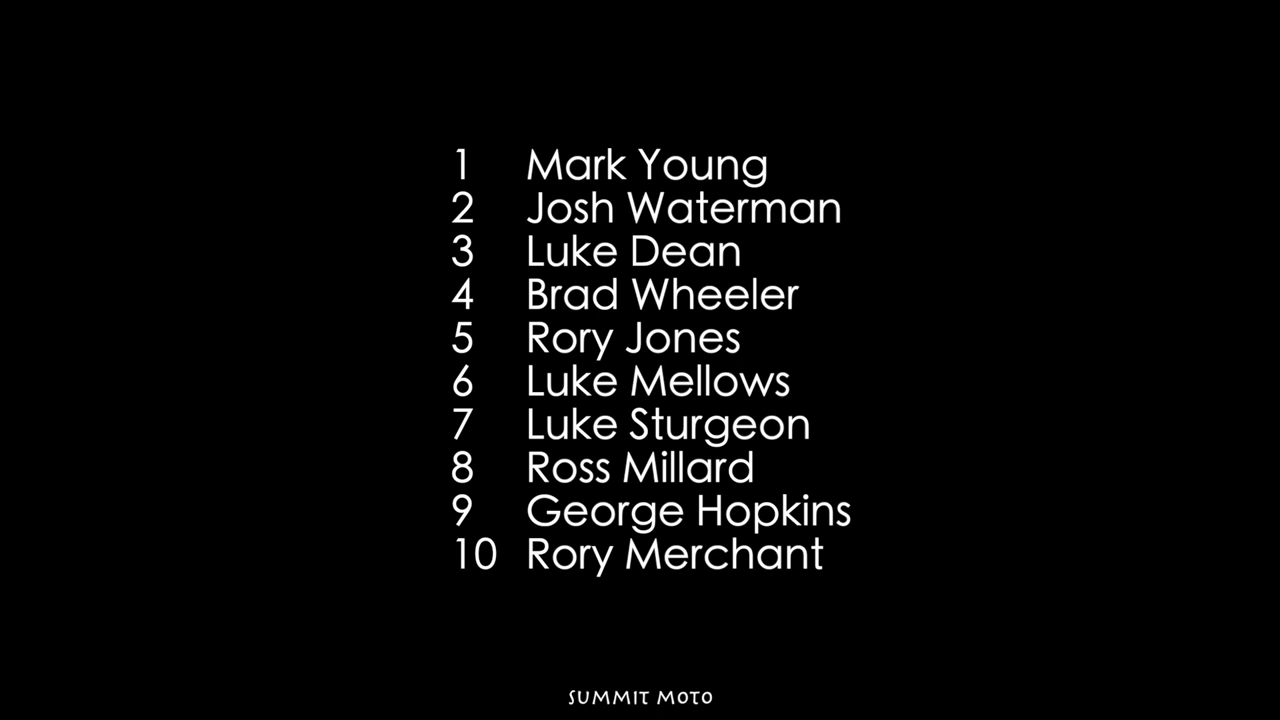 1 Mark Young
2 Josh Waterman
3 Luke Dean
4 Brad Wheeler
5 Rory Jones
6 Luke Mellows
7 Luke Sturgeon
8 Ross Millard
9 George Hopkins
10 Rory Merchant
SUMMIT MOTO